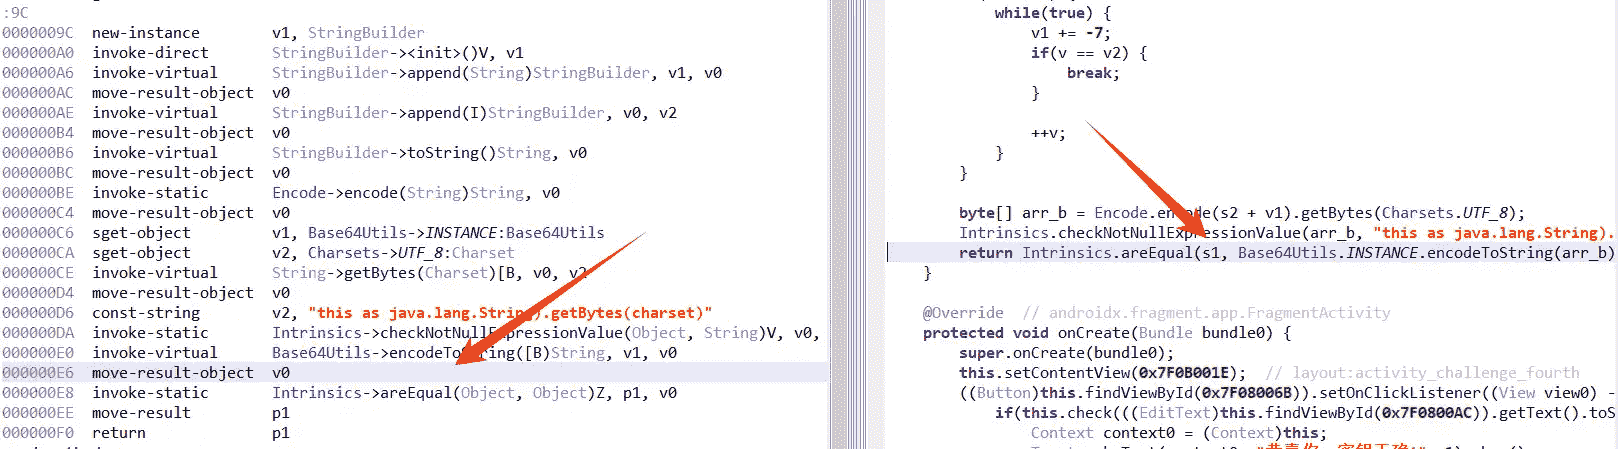 :9C
0000009C new-instance v1, StringBuilder
000000A0 invoke-direct StringBuilder-><init>()V, v1
000000A6 invoke-virtual StringBuilder->append(String)StringBuilder, v1, v0
000000AC move-result-object v0
000000AE invoke-virtual StringBuilder->append(I)StringBuilder, v0, v2
000000B4 move-result-object v0
000000B6 invoke-virtual StringBuilder->toString()String, v0
000000BC move-result-object v0
000000BE invoke-static Encode->encode(String)String, v0
000000C4 move-result-object v0
000000C6 sget-object v1, Base64Utils->INSTANCE:Base64Utils
000000CA sget-object v2, Charsets->UTF_8:Charset
000000CE invoke-virtual String->getBytes(Charset)[B, v0, v2
000000D4 move-result-object v0
000000D6 const-string v2, "this as java.lang.String).getBytes(charset)"
000000DA invoke-static Intrinsics->checkNotNullExpressionValue(Object, String)V, v0,
000000E0 invoke-virtual Base64Utils->encodeToString([B)String, v1, v0
000000E6 move-result-object v0
000000E8 invoke-static Intrinsics->areEqual(Object, Object)Z, p1, v0
000000EE move-result p1
000000F0 return p1
while(true) {
v1 += -7;
if(v == v2) {
break;
}
++v;
}
}
byte[] arr_b = Encode.encode(s2 + v1).getBytes(Charsets.UTF_8);
Intrinsics.checkNotNullExpressionValue(arr_b, "this as java.lang.String).
return Intrinsics.areEqual(s1, Base64Utils.INSTANCE.encodeToString(arr_b)
}
@Override // androidx.fragment.app.FragmentActivity
protected void onCreate(Bundle bundle0) {
super.onCreate(bundle0);
this.setContentView(0x7F0B001E); // layout:activity_challenge_fourth
((Button)this.findViewById(0x7F08006B)).setOnClickListener((View view0) -
if(this.check(((EditText)this.findViewById(0x7F0800AC)).getText().toS
Context context0 = (Context)this;